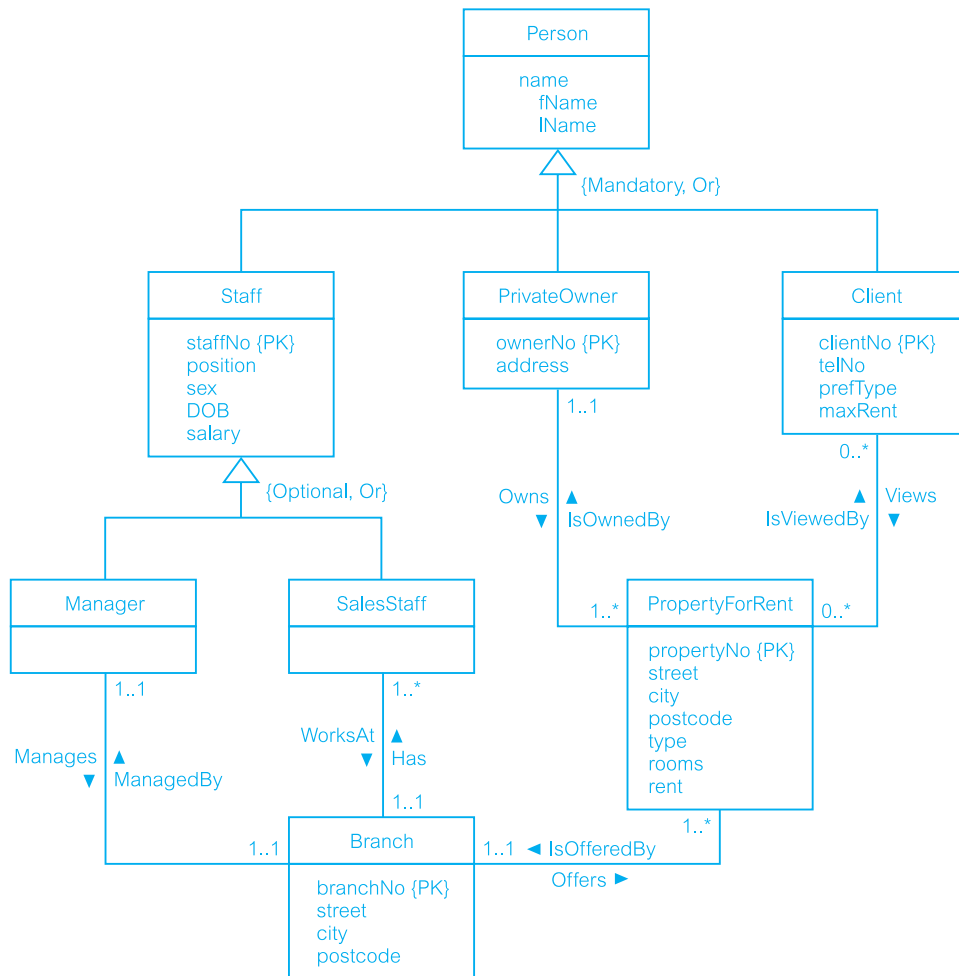 Person
name
fName
lName
{Mandatory, Or}
Staff
staffNo {PK}
position
sex
DOB
salary
PrivateOwner
ownerNo {PK}
address
1..1
Client
clientNo {PK}
telNo
prefType
maxRent
0..*
{Optional, Or}
Owns ▲
▼ IsOwnedBy
▲ Views
IsViewedBy ▼
Manager
SalesStaff
1..*
PropertyForRent
0..*
propertyNo {PK}
street
city
postcode
type
rooms
rent
1..*
1..1
1..*
Manages ▲
▼ ManagedBy
WorksAt ▲
▼ Has
1..1
1..1
Branch
branchNo {PK}
street
city
postcode
1..1 ◄ IsOfferedBy
Offers ►